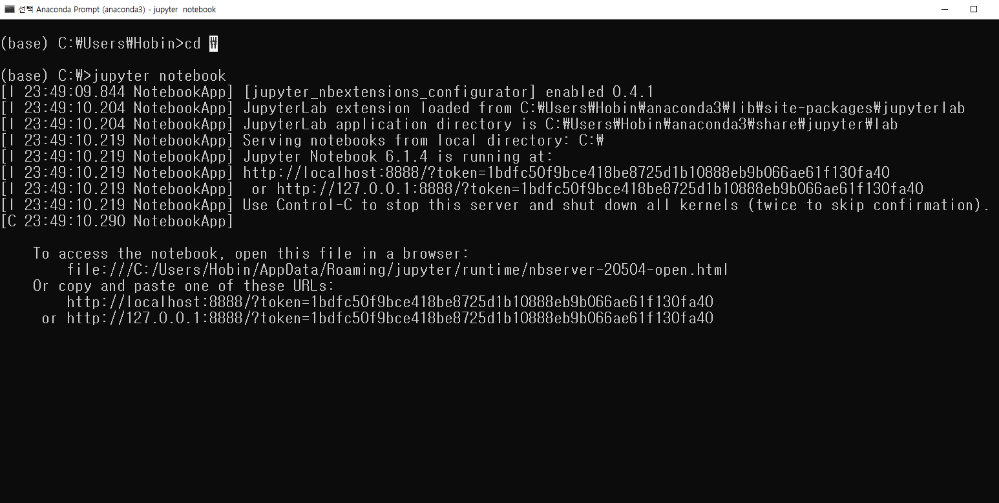 선택 Anaconda Prompt (anaconda3) - jupyter  notebook
(base) C:₩Users₩Hobin>cd ₩
(base) C:₩>jupyter notebook
[I 23:49:09.844 NotebookApp] [jupyter_nbextensions_configurator] enabled 0.4.1
[I 23:49:10.204 NotebookApp] JupyterLab extension loaded from C:₩Users₩Hobin₩anaconda3₩lib₩site-packages₩jupyterlab
[I 23:49:10.204 NotebookApp] JupyterLab application directory is C:₩Users₩Hobin₩anaconda3₩share₩jupyter₩lab
[I 23:49:10.219 NotebookApp] Serving notebooks from local directory: C:₩
[I 23:49:10.219 NotebookApp] Jupyter Notebook 6.1.4 is running at:
[I 23:49:10.219 NotebookApp] http://localhost:8888/?token=1bdfc50f9bce418be8725d1b10888eb9b066ae61f130fa40
[I 23:49:10.219 NotebookApp]  or http://127.0.0.1:8888/?token=1bdfc50f9bce418be8725d1b10888eb9b066ae61f130fa40
[I 23:49:10.219 NotebookApp] Use Control-C to stop this server and shut down all kernels (twice to skip confirmation).
[C 23:49:10.290 NotebookApp]
    To access the notebook, open this file in a browser:
        file:///C:/Users/Hobin/AppData/Roaming/jupyter/runtime/nbserver-20504-open.html
    Or copy and paste one of these URLs:
        http://localhost:8888/?token=1bdfc50f9bce418be8725d1b10888eb9b066ae61f130fa40
     or http://127.0.0.1:8888/?token=1bdfc50f9bce418be8725d1b10888eb9b066ae61f130fa40